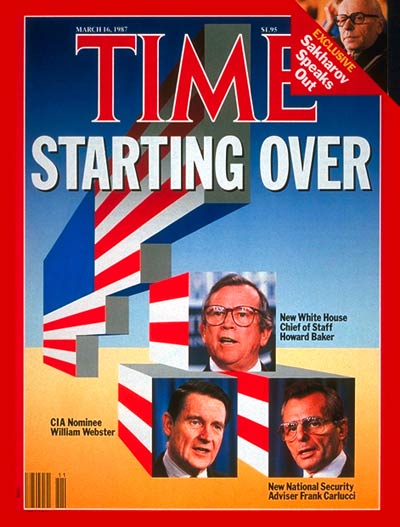 MARCH 16, 1987
$1.95
EXCLUSIVE
Sakharov
Speaks
Out
TIME
STARTING OVER
New White House
Chief of Staff
Howard Baker
CIA Nominee
William Webster
New National Security
Adviser Frank Carlucci
11